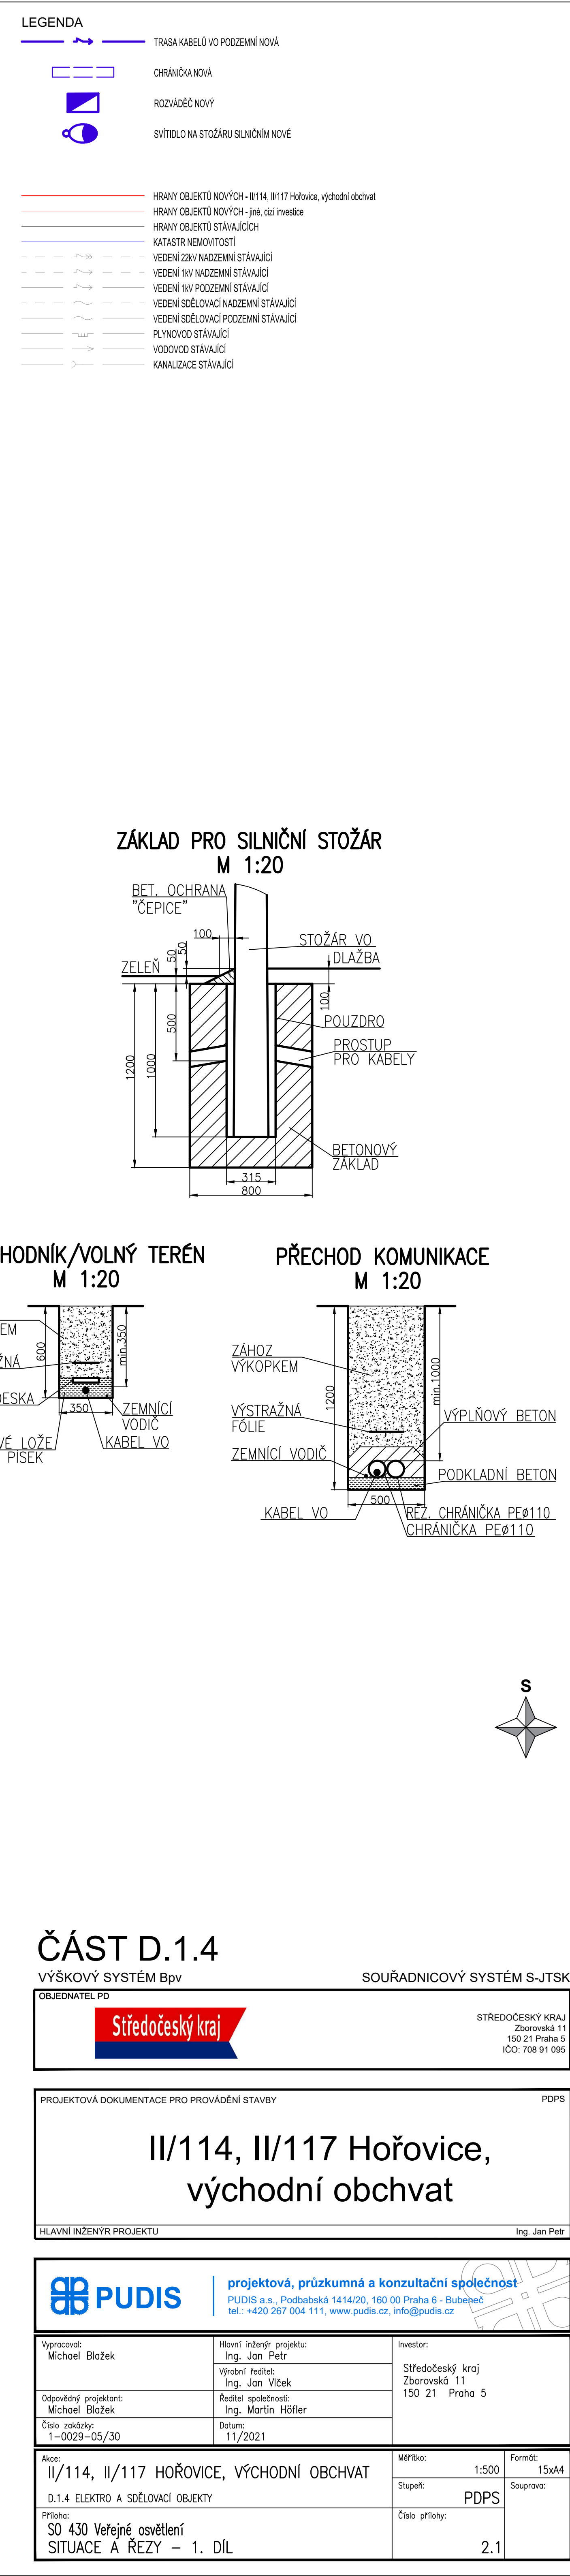 LEGENDA
TRASA KABELŮ VO PODZEMNÍ NOVÁ
CHRÁNIČKA NOVÁ
ROZVÁDĚČ NOVÝ
SVÍTIDLO NA STOŽÁRU SILNIČNÍM NOVÉ
HRANY OBJEKTŮ NOVÝCH - II/114, II/117 Hořovice, východní obchvat
HRANY OBJEKTŮ NOVÝCH - jiné, cizí investice
HRANY OBJEKTŮ STÁVAJÍCÍCH
KATASTR NEMOVITOSTÍ
VEDENÍ 22kV NADZEMNÍ STÁVAJÍCÍ
VEDENÍ 1kV NADZEMNÍ STÁVAJÍCÍ
VEDENÍ 1kV PODZEMNÍ STÁVAJÍCÍ
VEDENÍ SDĚLOVACÍ NADZEMNÍ STÁVAJÍCÍ
VEDENÍ SDĚLOVACÍ PODZEMNÍ STÁVAJÍCÍ
PLYNOVOD STÁVAJÍCÍ
VODOVOD STÁVAJÍCÍ
KANALIZACE STÁVAJÍCÍ
ZÁKLAD PRO SILNIČNÍ STOŽÁR
M 1:20
BET. OCHRANA
"ČEPICE"
100
50
50
STOŽÁR VO
DLAŽBA
ZELEŇ
100
500
1000
1200
POUZDRO
PROSTUP
PRO KABELY
BETONOVÝ
ZÁKLAD
315
800
HODNÍK/VOLNÝ TERÉN
M 1:20
EM
600
min.350
ŽNÁ
DESKA
350
ZEMNÍCÍ
VODIČ
VÉ LOŽE
PÍSEK
KABEL VO
PŘECHOD KOMUNIKACE
M 1:20
ZÁHOZ
VÝKOPKEM
1200
min.1000
VÝSTRAŽNÁ
FÓLIE
VÝPLŇOVÝ BETON
ZEMNÍCÍ VODIČ
PODKLADNÍ BETON
500
KABEL VO
REZ. CHRÁNIČKA PEø110
CHRÁNIČKA PEø110
S
ČÁST D.1.4
VÝŠKOVÝ SYSTÉM Bpv
SOUŘADNICOVÝ SYSTÉM S-JTSK
OBJEDNATEL PD
Středočeský kraj
STŘEDOČESKÝ KRAJ
Zborovská 11
150 21 Praha 5
IČO: 708 91 095
PROJEKTOVÁ DOKUMENTACE PRO PROVÁDĚNÍ STAVBY
PDPS
II/114, II/117 Hořovice,
východní obchvat
HLAVNÍ INŽENÝR PROJEKTU
Ing. Jan Petr
PUDIS
projektová, průzkumná a konzultační společnost
PUDIS a.s., Podbabská 1414/20, 160 00 Praha 6 - Bubeneč
tel.: +420 267 004 111, www.pudis.cz, info@pudis.cz
Vypracoval:
Michael Blažek
Hlavní inženýr projektu:
Ing. Jan Petr
Výrobní ředitel:
Ing. Jan Vlček
Investor:
Středočeský kraj
Zborovská 11
150 21 Praha 5
Odpovědný projektant:
Michael Blažek
Ředitel společnosti:
Ing. Martin Höfler
Číslo zakázky:
1-0029-05/30
Datum:
11/2021
Akce:
II/114, II/117 HOŘOVICE, VÝCHODNÍ OBCHVAT
D.1.4 ELEKTRO A SDĚLOVACÍ OBJEKTY
Měřítko:
1:500
Formát:
15xA4
Stupeň:
PDPS
Souprava:
Příloha:
SO 430 Veřejné osvětlení
SITUACE A ŘEZY – 1. DÍL
Číslo přílohy:
2.1